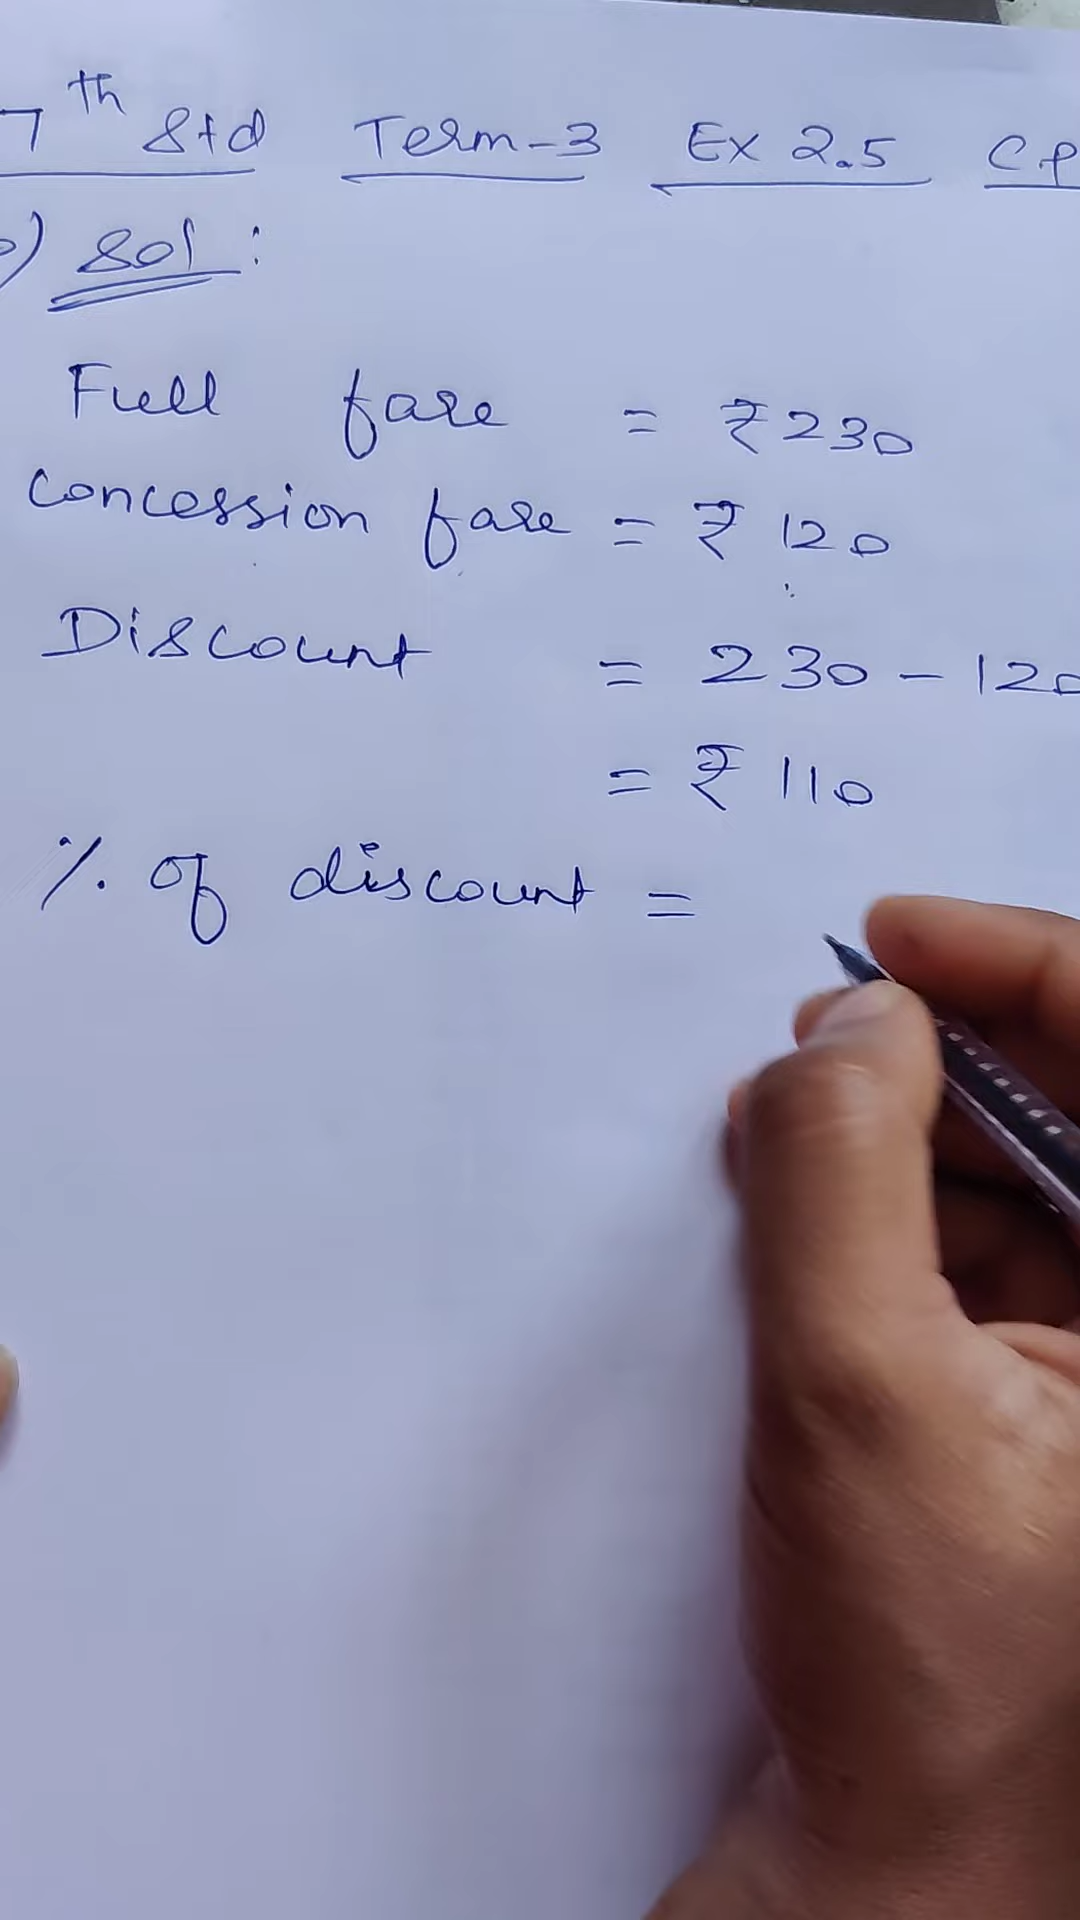 7th Std Term-3 Ex 2.5
Sol :
Full fare = ₹230
Concession fare = ₹ 120
Discount = 230 - 120
= ₹ 110
% of discount =